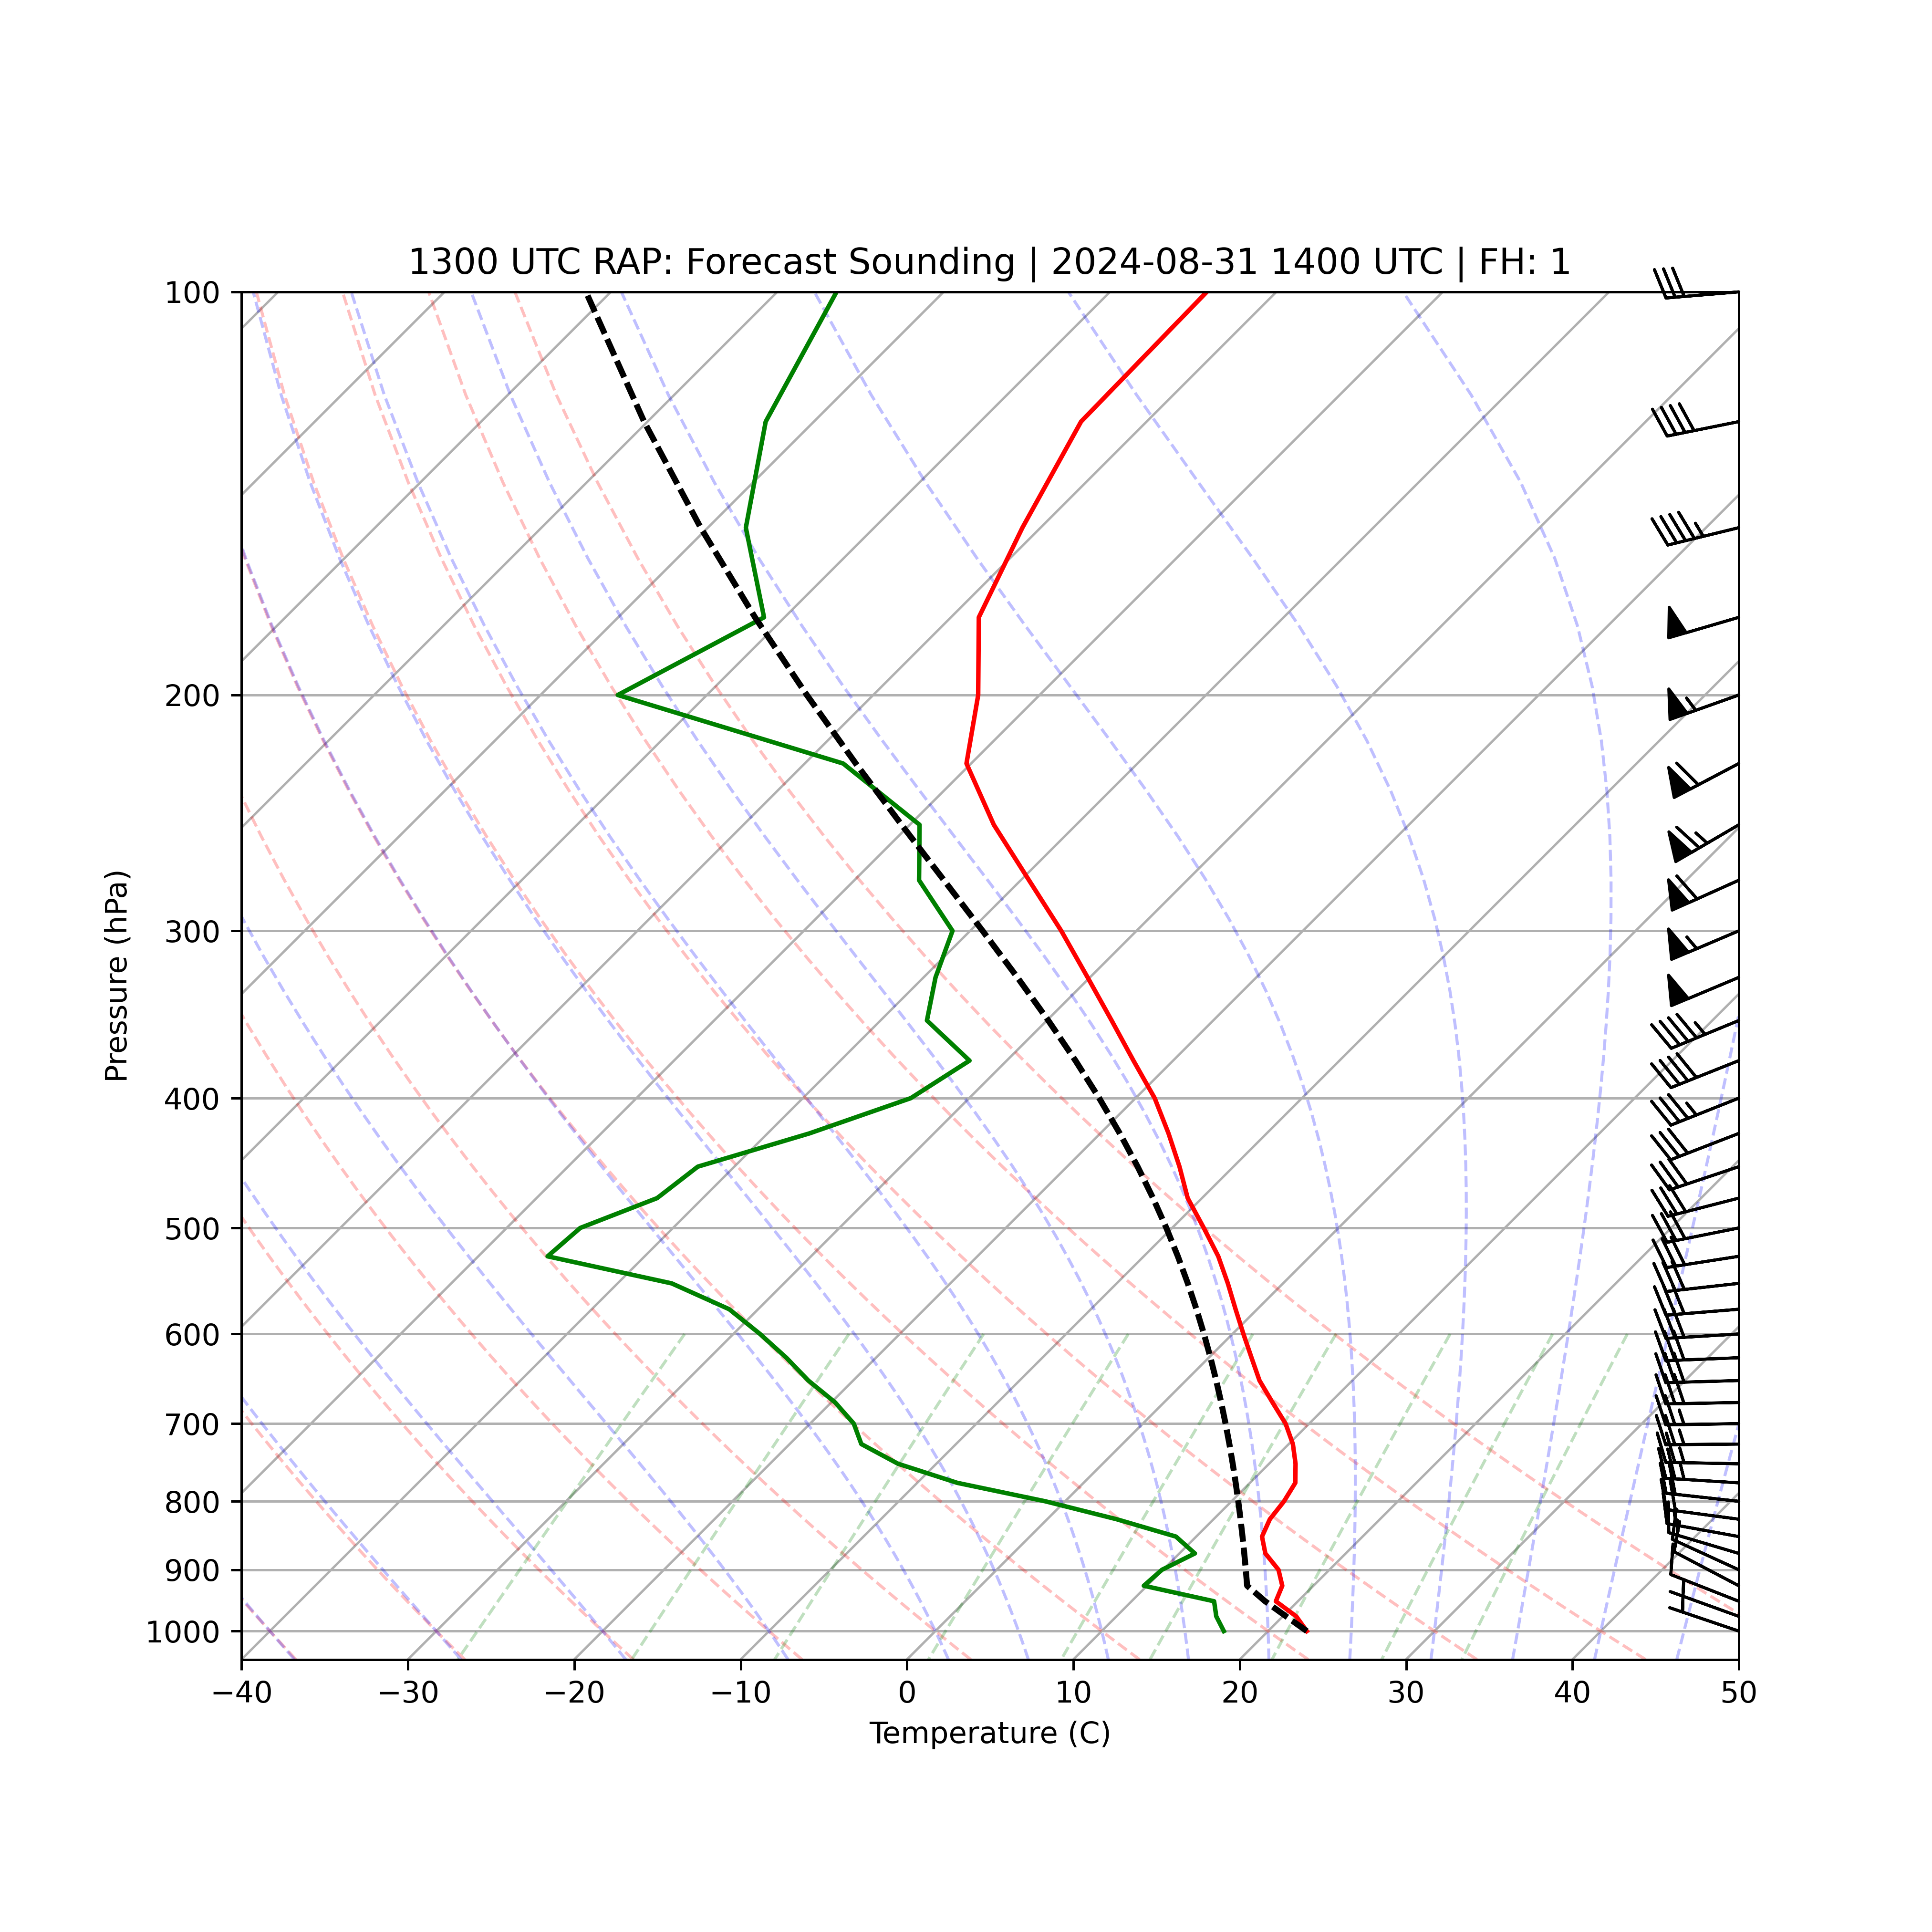 1300 UTC RAP: Forecast Sounding | 2024-08-31 1400 UTC | FH: 1
100
200
300
400
500
600
700
800
900
1000
Pressure (hPa)
−40 −30 −20 −10 0 10 20 30 40 50
Temperature (C)